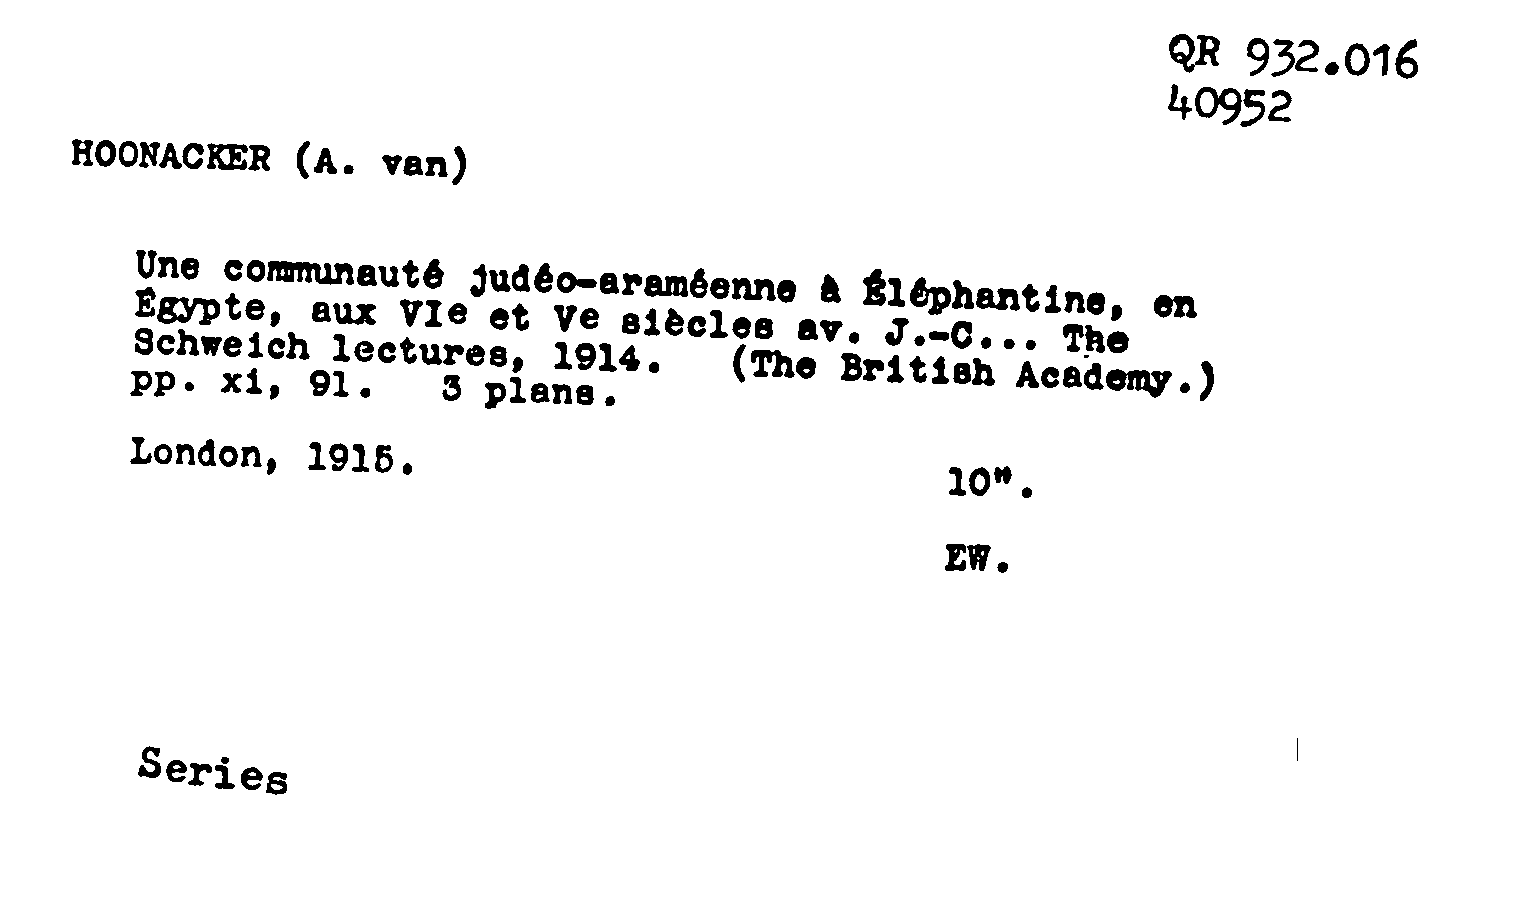 QR 932.016
40952
HOONACKER (A. van)
Une communauté judéo-araméenne à Éléphantine, en
Égypte, aux VIe et Ve siècles av. J.-C... The
Schweich lectures, 1914. (The British Academy.)
pp. xi, 91. 3 plans.
London, 1915.
10".
EW.
Series